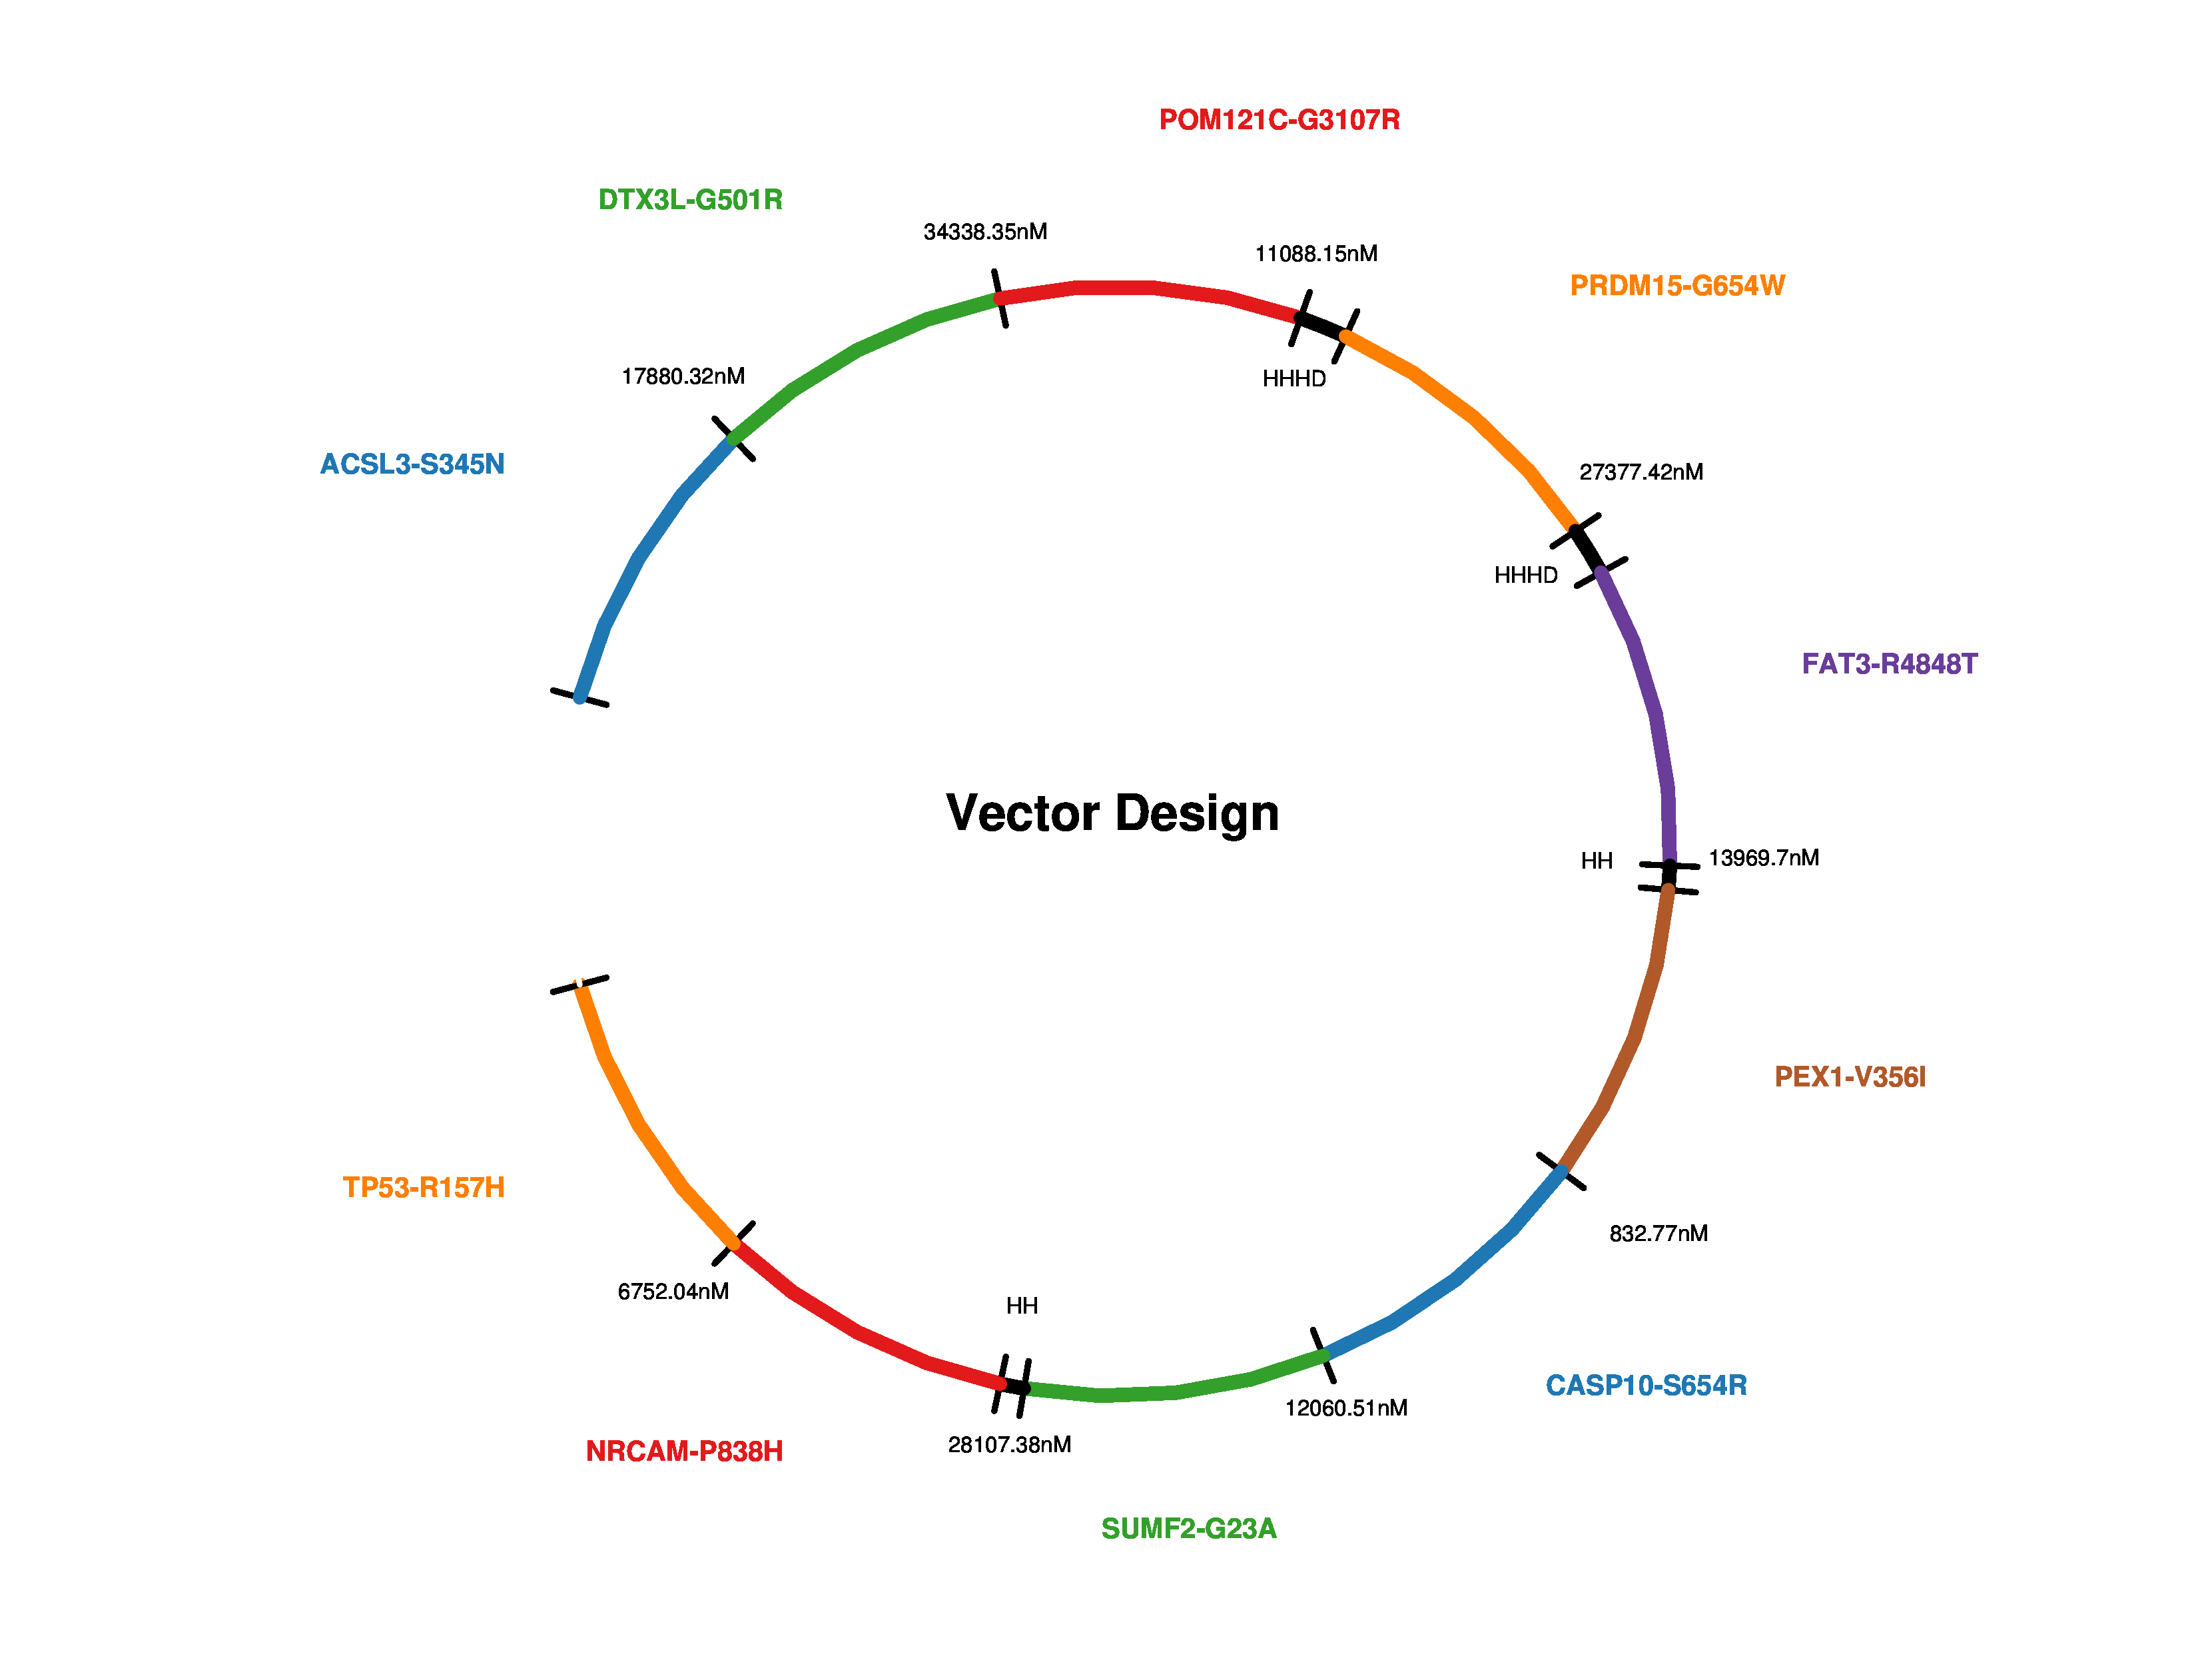 POM121C-G3107R
DTX3L-G501R
34338.35nM
11088.15nM
PRDM15-G654W
17880.32nM
HHHD
ACSL3-S345N
27377.42nM
HHHD
FAT3-R4848T
Vector Design
HH
13969.7nM
PEX1-V356I
TP53-R157H
832.77nM
6752.04nM
HH
CASP10-S654R
12060.51nM
NRCAM-P838H
28107.38nM
SUMF2-G23A